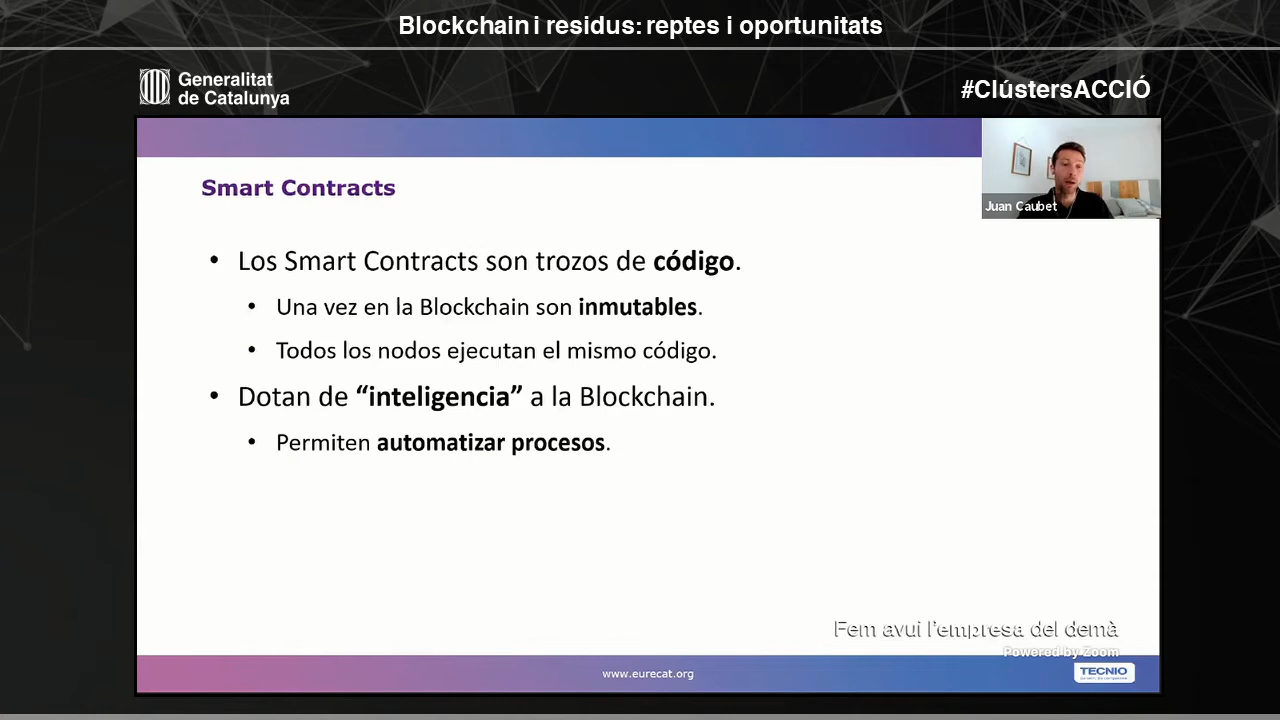 Blockchain i residus: reptes i oportunitats
Generalitat
de Catalunya
#ClústersACCIÓ
Juan Caubet
Smart Contracts
• Los Smart Contracts son trozos de código.
• Una vez en la Blockchain son inmutables.
• Todos los nodos ejecutan el mismo código.
• Dotan de “inteligencia” a la Blockchain.
• Permiten automatizar procesos.
Fem avui l'empresa del demà
Powered by Zoom
www.eurecat.org
TECNIO